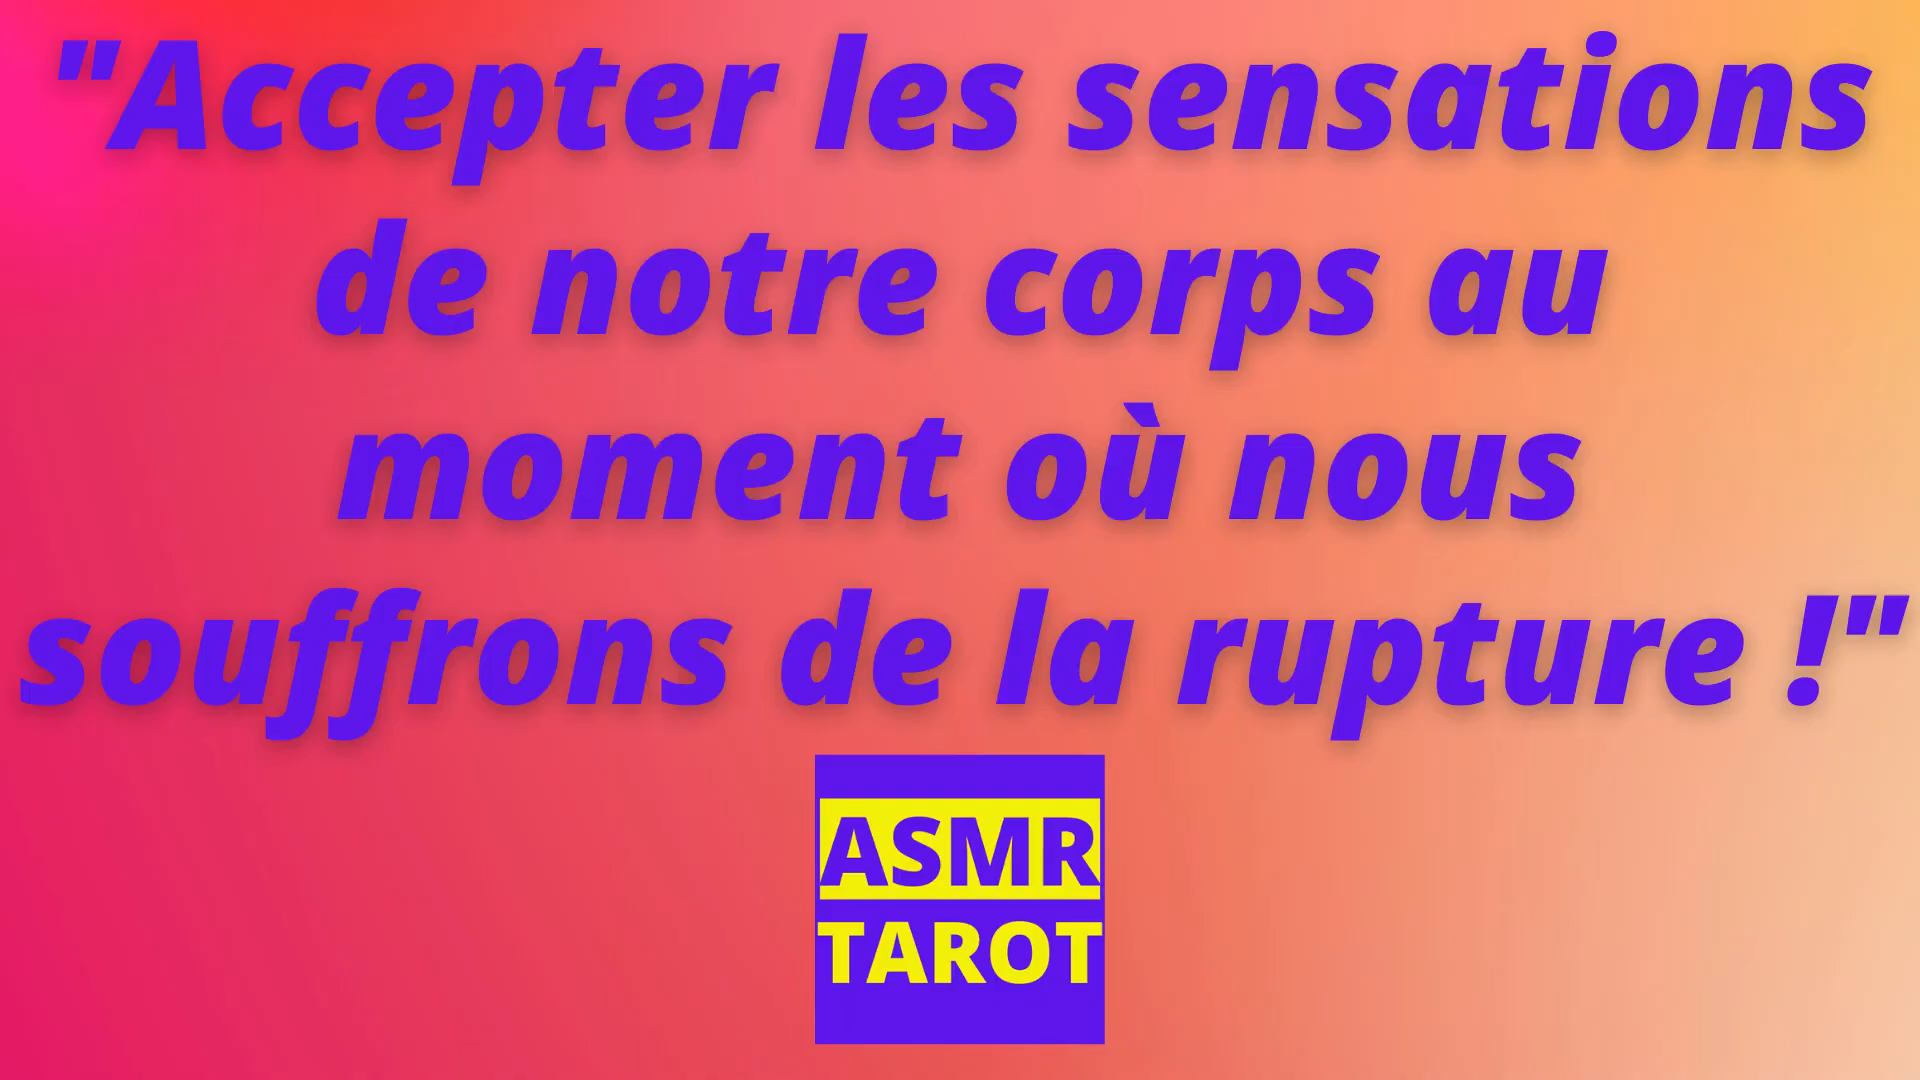 "Accepter les sensations
de notre corps au
moment où nous
souffrons de la rupture !"
ASMR
TAROT